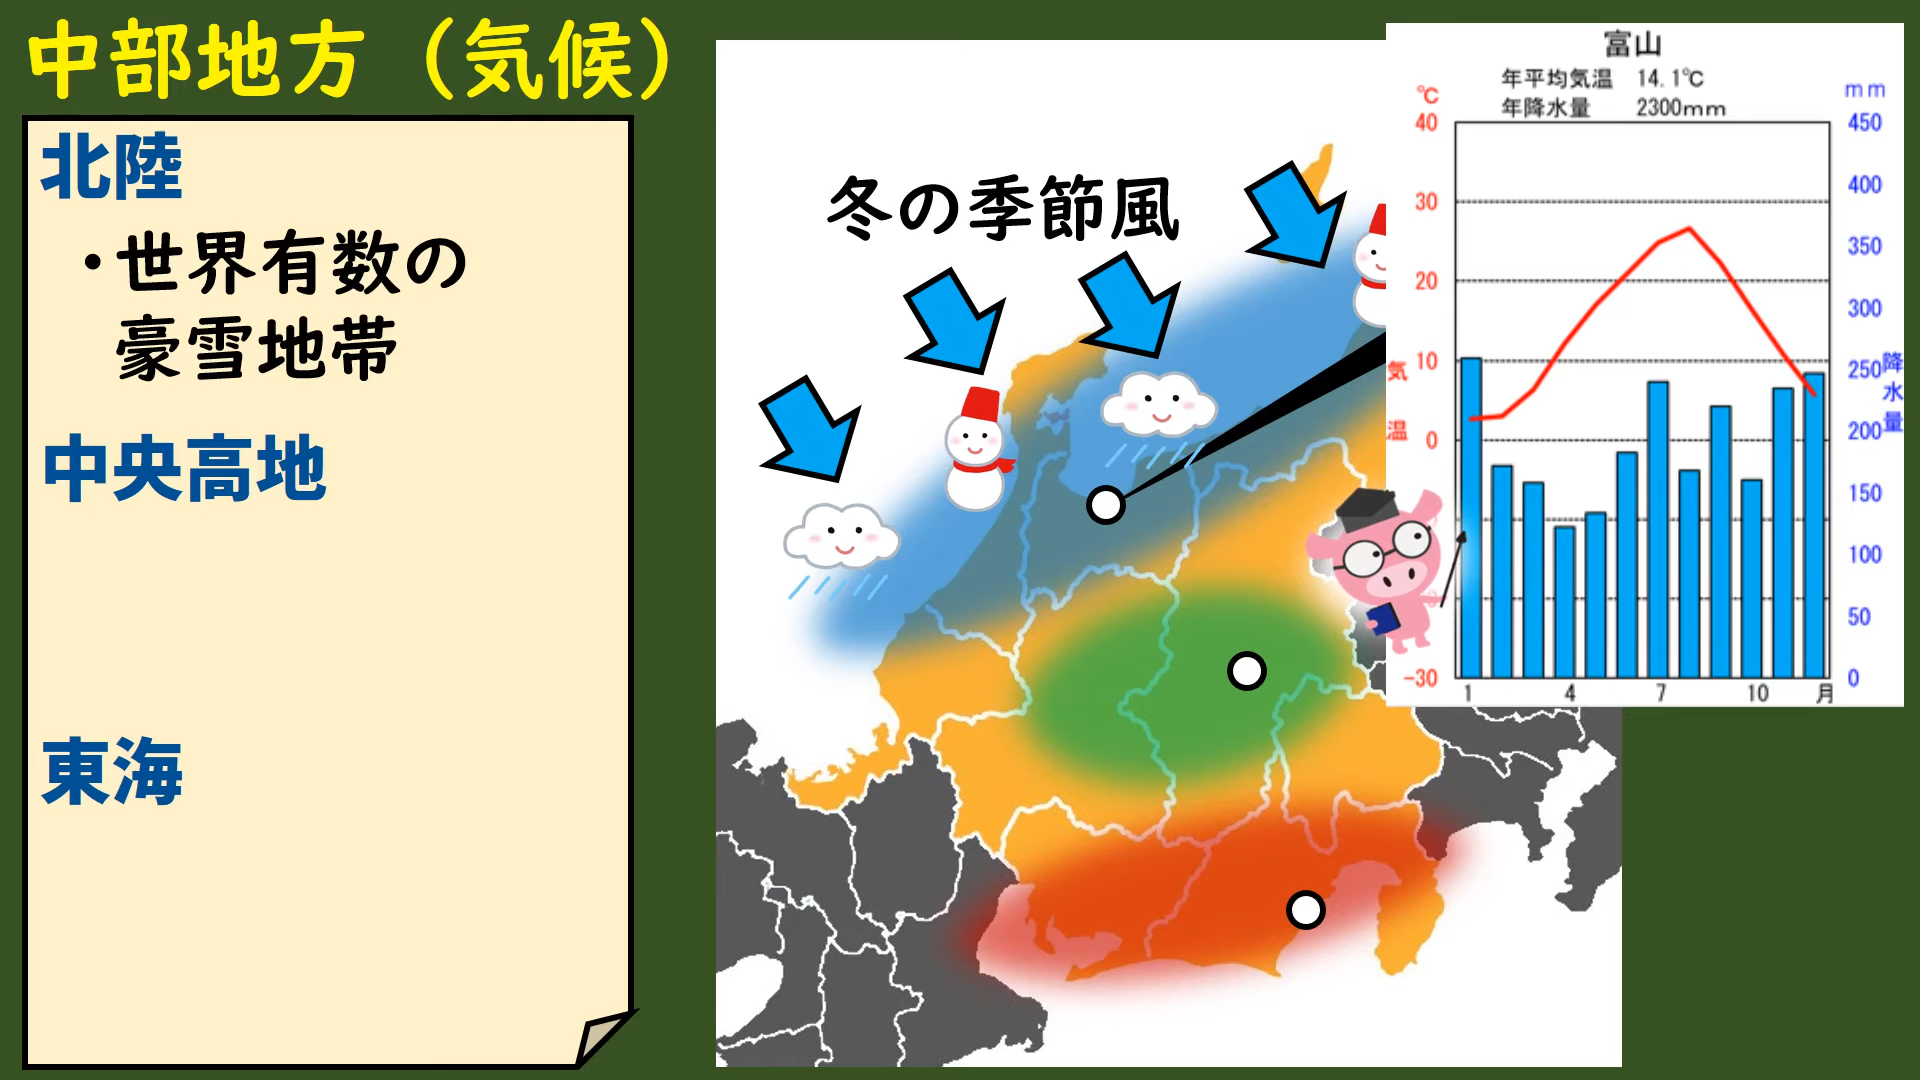 中部地方（気候）
北陸
・世界有数の
豪雪地帯
中央高地
東海
冬の季節風
富山
年平均気温 14.1℃
年降水量 2300mm
℃
mm
40
30
20
10
0
-30
気温
450
400
350
300
250
200
150
100
50
0
降水量
1 4 7 10 月